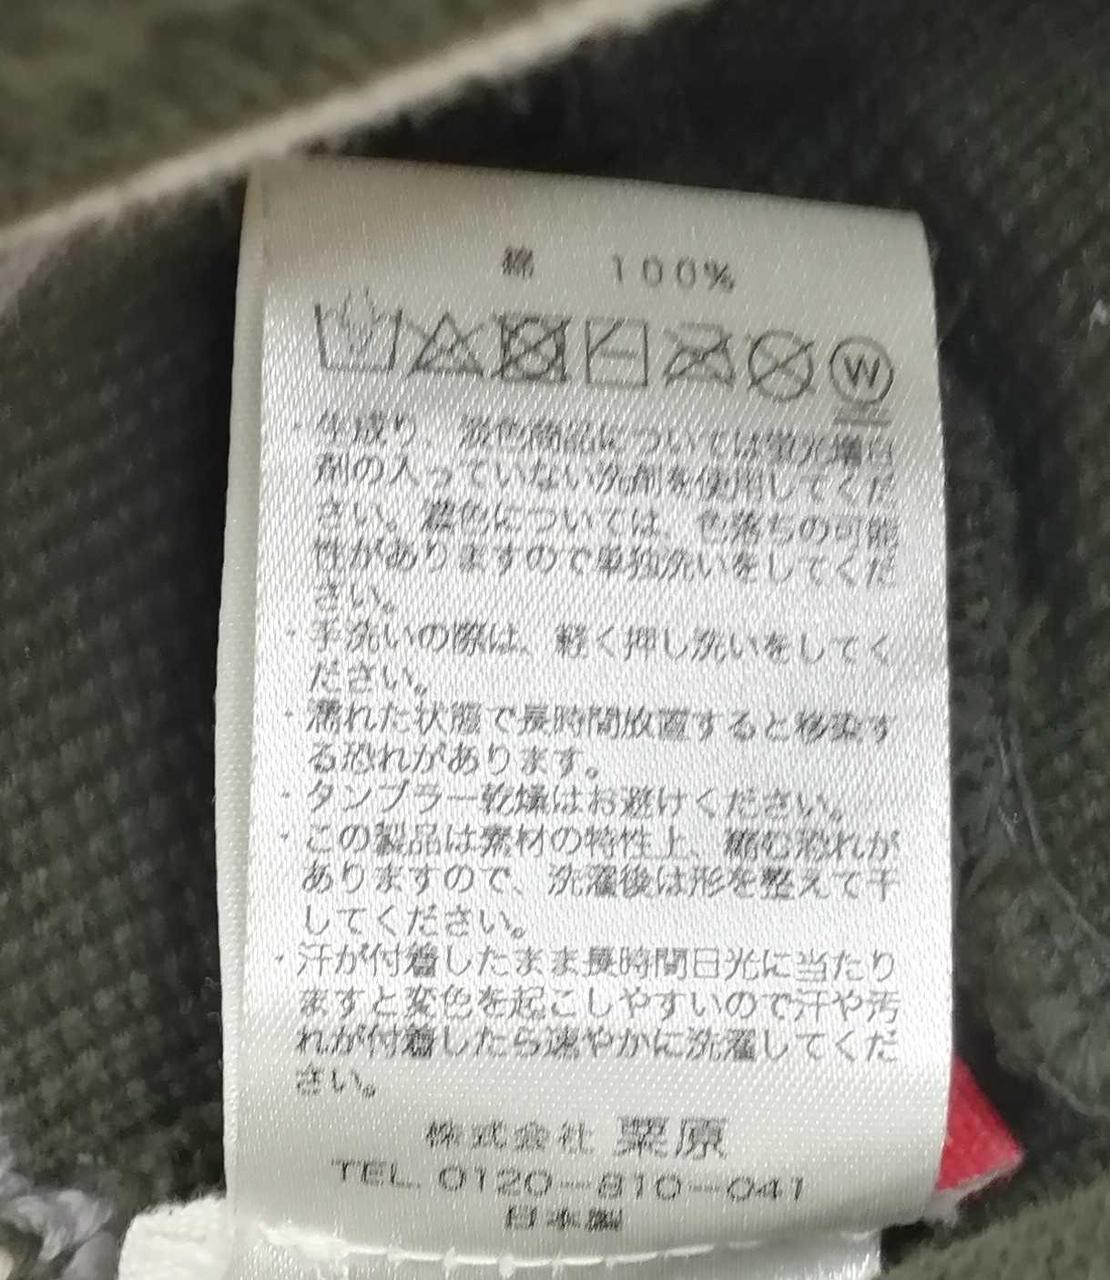 綿 100%
W
・生成り、淡色商品については蛍光増白
剤の入っていない洗剤を使用してくだ
さい。濃色については、色落ちの可能
性がありますので単独洗いをしてくだ
さい。
・手洗いの際は、軽く押し洗いをしてく
ださい。
・濡れた状態で長時間放置すると移染す
る恐れがあります。
・タンブラー乾燥はお避けください。
・この製品は素材の特性上、縮む恐れが
ありますので、洗濯後は形を整えて干
してください。
・汗が付着したまま長時間日光に当たり
ますと変色を起こしやすいので汗や汚
れが付着したら速やかに洗濯してくだ
さい。
株式会社 栗原
TEL. 0120-810-041
日本製